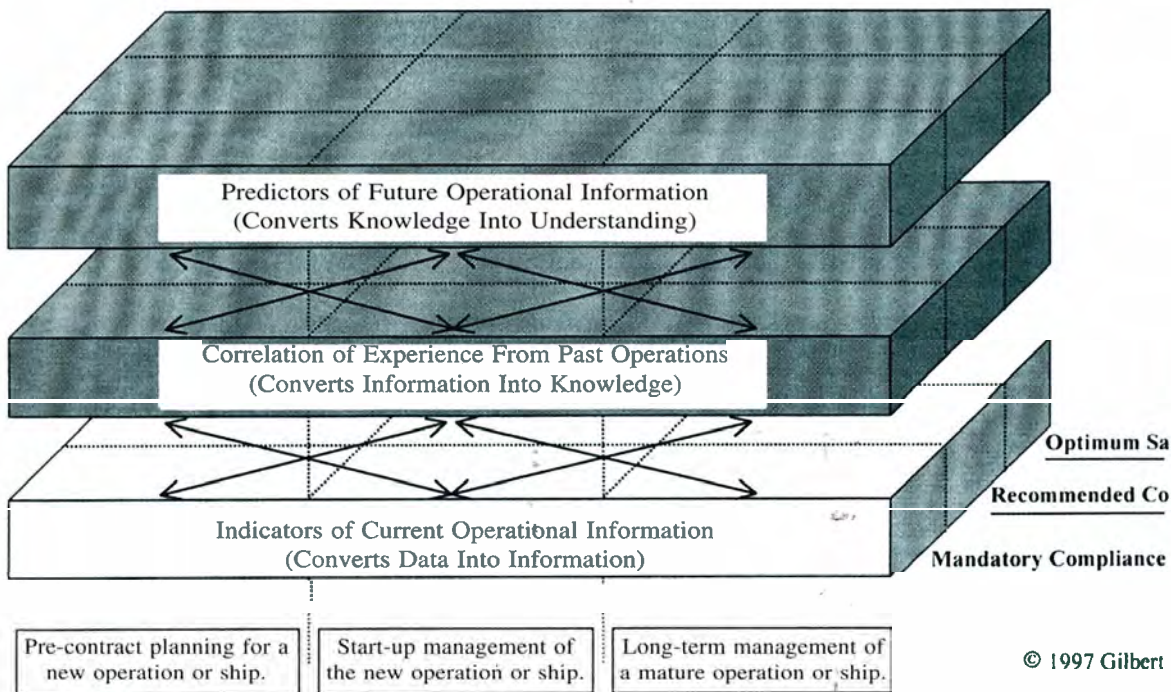 Predictors of Future Operational Information
(Converts Knowledge Into Understanding)
Correlation of Experience From Past Operations
(Converts Information Into Knowledge)
Optimum Sa
Recommended Co
Indicators of Current Operational Information
(Converts Data Into Information)
Mandatory Compliance
Pre-contract planning for a
new operation or ship.
Start-up management of
the new operation or ship.
Long-term management of
a mature operation or ship.
© 1997 Gilbert